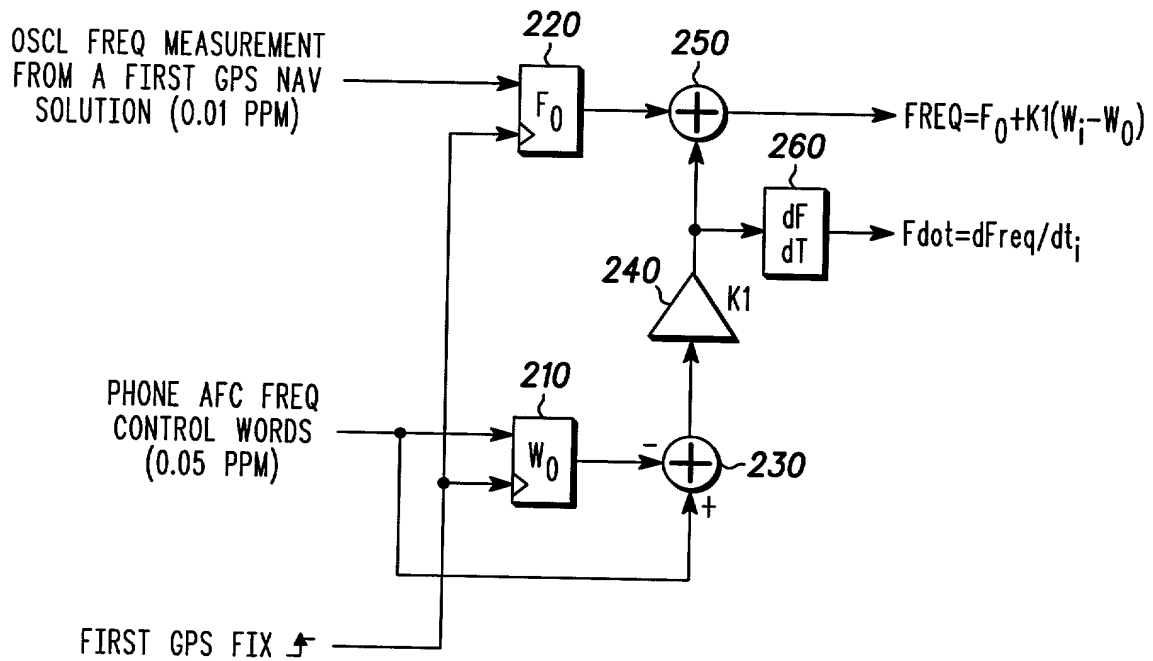 220
OSCL FREQ MEASUREMENT
FROM A FIRST GPS NAV
SOLUTION (0.01 PPM)
F0
250
FREQ=F0+K1(Wi-W0)
260
dF
dT
Fdot=dFreq/dti
240
K1
PHONE AFC FREQ
CONTROL WORDS
(0.05 PPM)
210
W0
-
+
230
FIRST GPS FIX